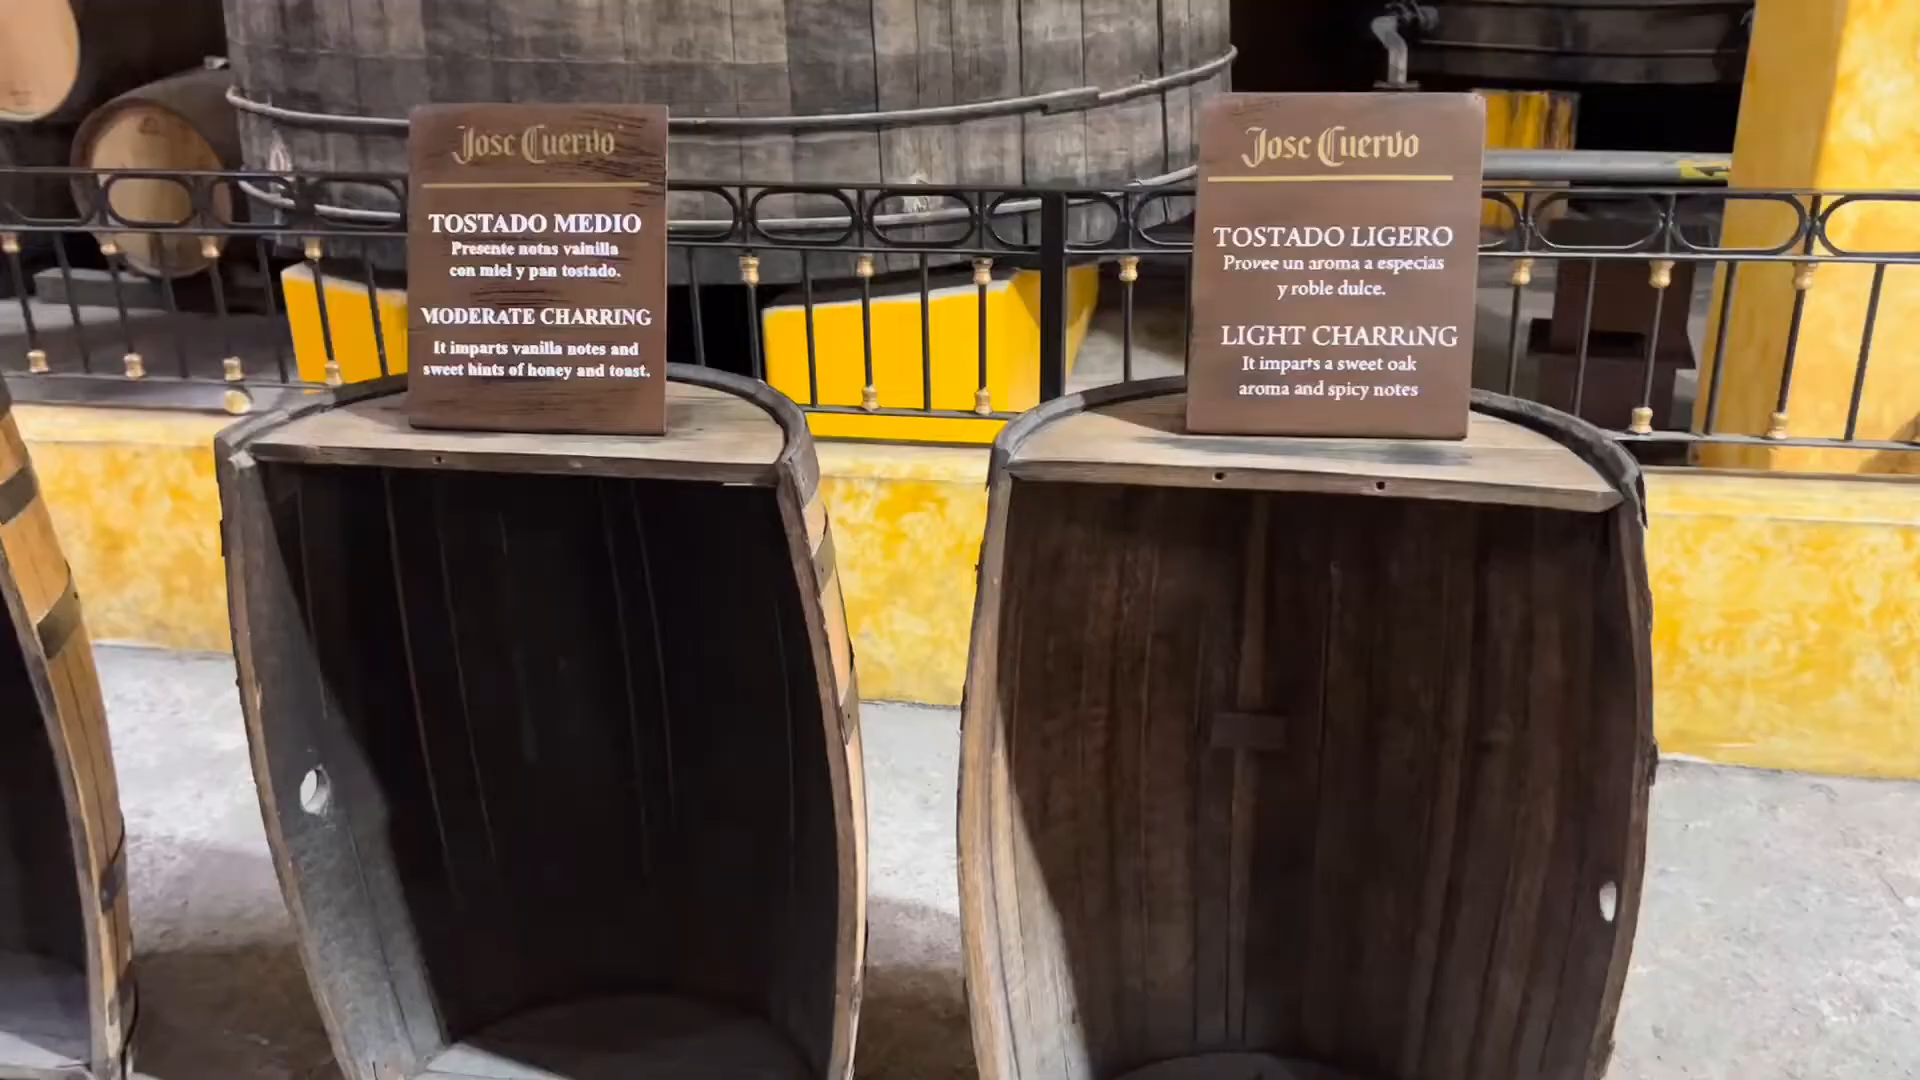 Jose Cuervo
TOSTADO MEDIO
Presente notas vainilla
con miel y pan tostado.
MODERATE CHARRING
It imparts vanilla notes and
sweet hints of honey and toast.
Jose Cuervo
TOSTADO LIGERO
Provee un aroma a especias
y roble dulce.
LIGHT CHARRING
It imparts a sweet oak
aroma and spicy notes